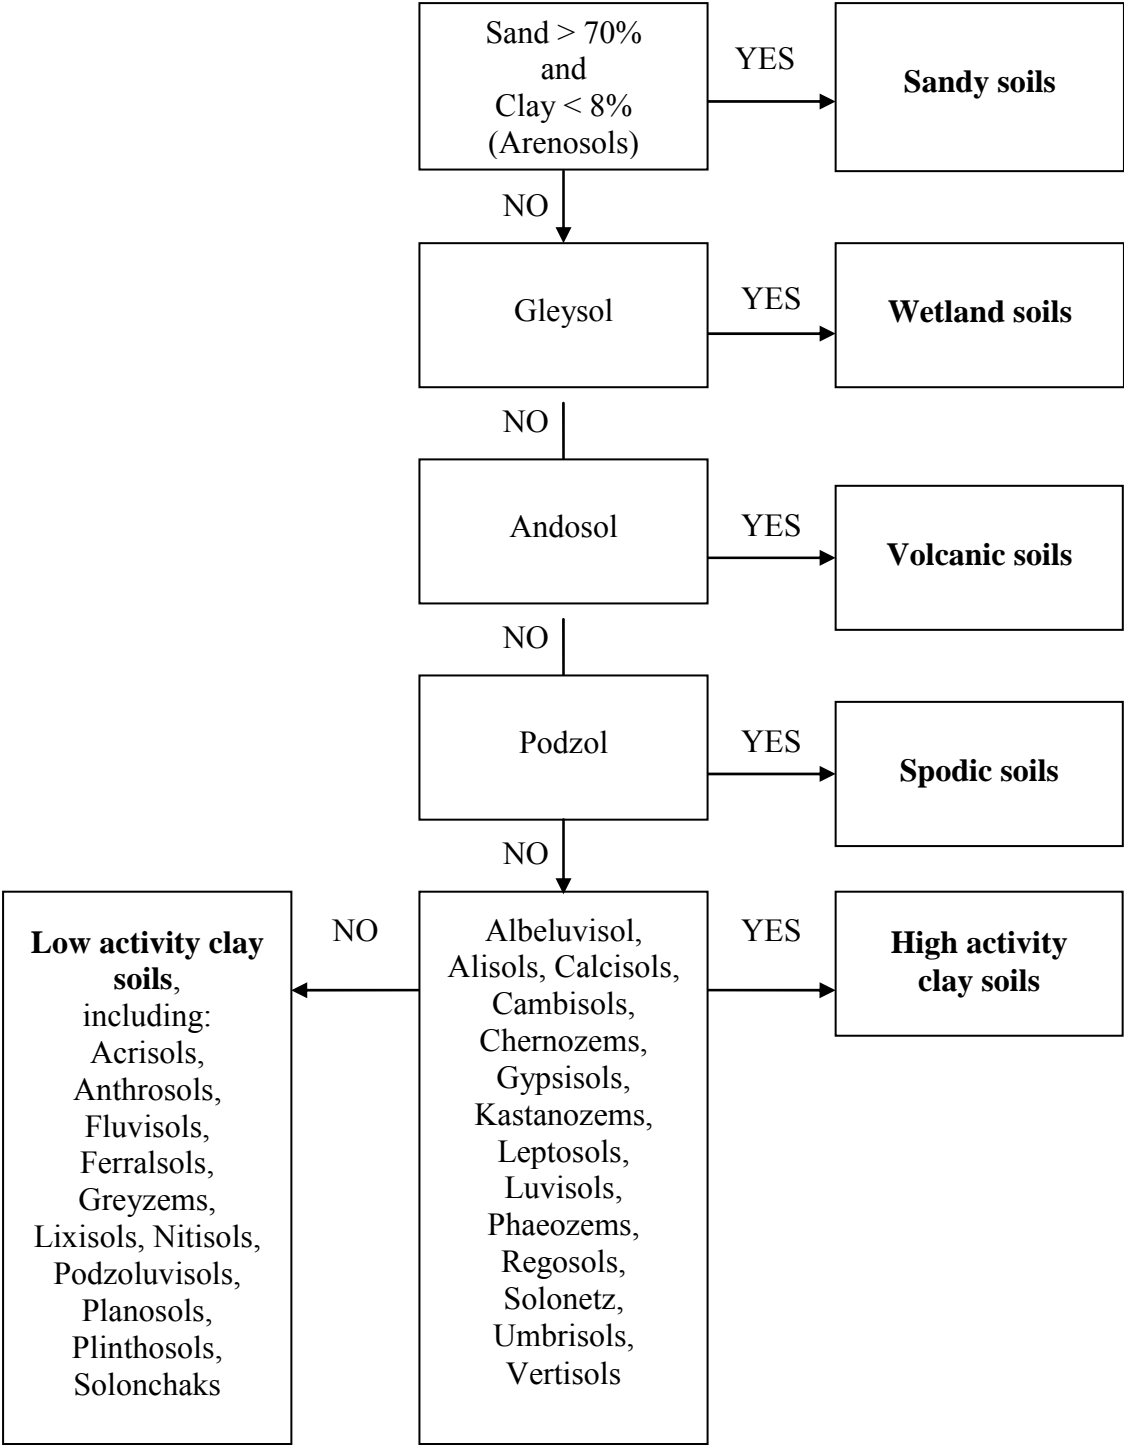 Sand > 70%
and
Clay < 8%
(Arenosols)
YES
Sandy soils
NO
Gleysol
YES
Wetland soils
NO
Andosol
YES
Volcanic soils
NO
Podzol
YES
Spodic soils
NO
Low activity clay
soils,
including:
Acrisols,
Anthrosols,
Fluvisols,
Ferralsols,
Greyzems,
Lixisols, Nitisols,
Podzoluvisols,
Planosols,
Plinthosols,
Solonchaks
NO
Albeluvisol,
Alisols, Calcisols,
Cambisols,
Chernozems,
Gypsisols,
Kastanozems,
Leptosols,
Luvisols,
Phaeozems,
Regosols,
Solonetz,
Umbrisols,
Vertisols
YES
High activity
clay soils